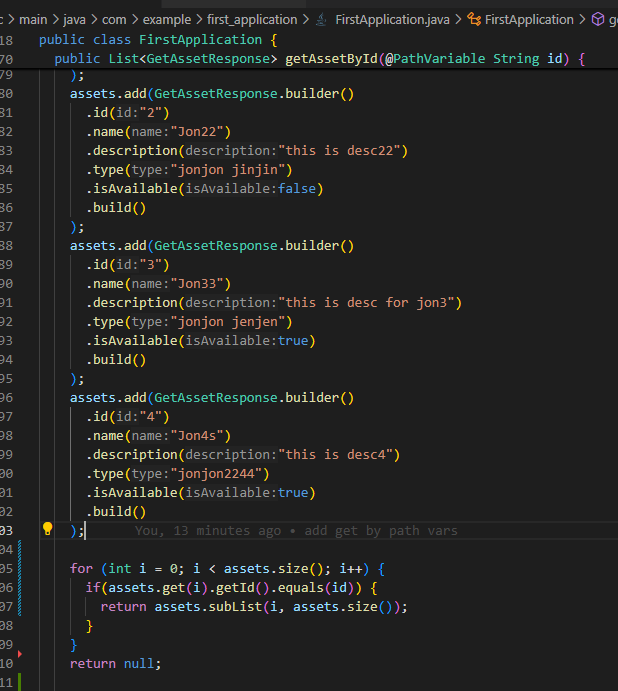 c > main > java > com > example > first_application > FirstApplication.java > FirstApplication > g
18 public class FirstApplication {
70 public List<GetAssetResponse> getAssetById(@PathVariable String id) {
79 );
80 assets.add(GetAssetResponse.builder()
81 .id(id:"2")
82 .name(name:"Jon22")
83 .description(description:"this is desc22")
84 .type(type:"jonjon jinjin")
85 .isAvailable(isAvailable:false)
86 .build()
87 );
88 assets.add(GetAssetResponse.builder()
89 .id(id:"3")
90 .name(name:"Jon33")
91 .description(description:"this is desc for jon3")
92 .type(type:"jonjon jenjen")
93 .isAvailable(isAvailable:true)
94 .build()
95 );
96 assets.add(GetAssetResponse.builder()
97 .id(id:"4")
98 .name(name:"Jon4s")
99 .description(description:"this is desc4")
00 .type(type:"jonjon2244")
01 .isAvailable(isAvailable:true)
02 .build()
03 ); You, 13 minutes ago • add get by path vars
04
05 for (int i = 0; i < assets.size(); i++) {
06 if(assets.get(i).getId().equals(id)) {
07 return assets.subList(i, assets.size());
08 }
09 }
10 return null;
11